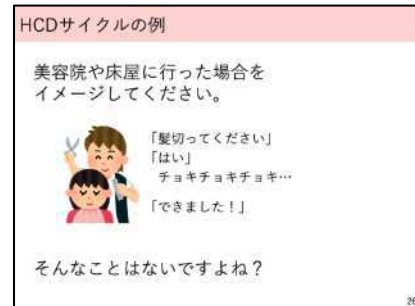 HCDサイクルの例
美容院や床屋に行った場合を
イメージしてください。
「髪切ってください」
「はい」
チョキチョキチョキ…
「できました！」
そんなことはないですよね？
26